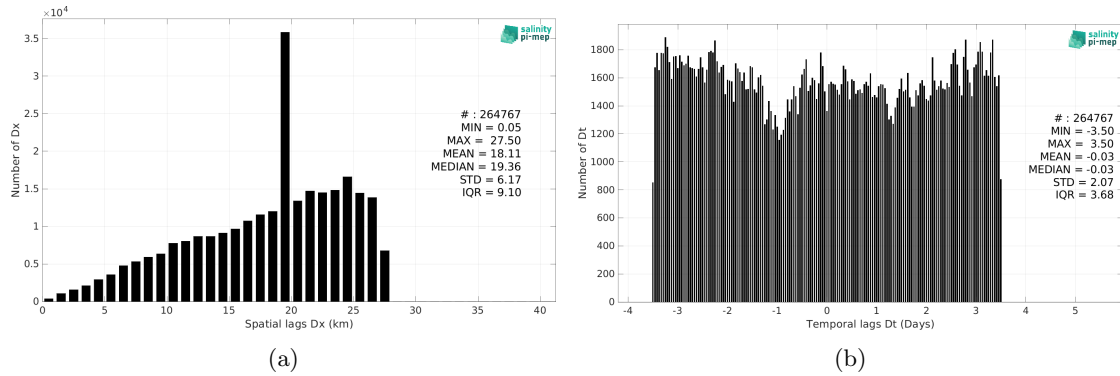 ×10⁴
3.5
3
2.5
2
1.5
1
0.5
0
Number of Dx
salinity
pi-mep
# : 264767
MIN = 0.05
MAX = 27.50
MEAN = 18.11
MEDIAN = 19.36
STD = 6.17
IQR = 9.10
0 5 10 15 20 25 30 35 40
Spatial lags Dx (km)
(a)
1800
1600
1400
1200
1000
800
600
400
200
0
Number of Dt
salinity
pi-mep
# : 264767
MIN = -3.50
MAX = 3.50
MEAN = -0.03
MEDIAN = -0.03
STD = 2.07
IQR = 3.68
-4 -3 -2 -1 0 1 2 3 4 5
Temporal lags Dt (Days)
(b)